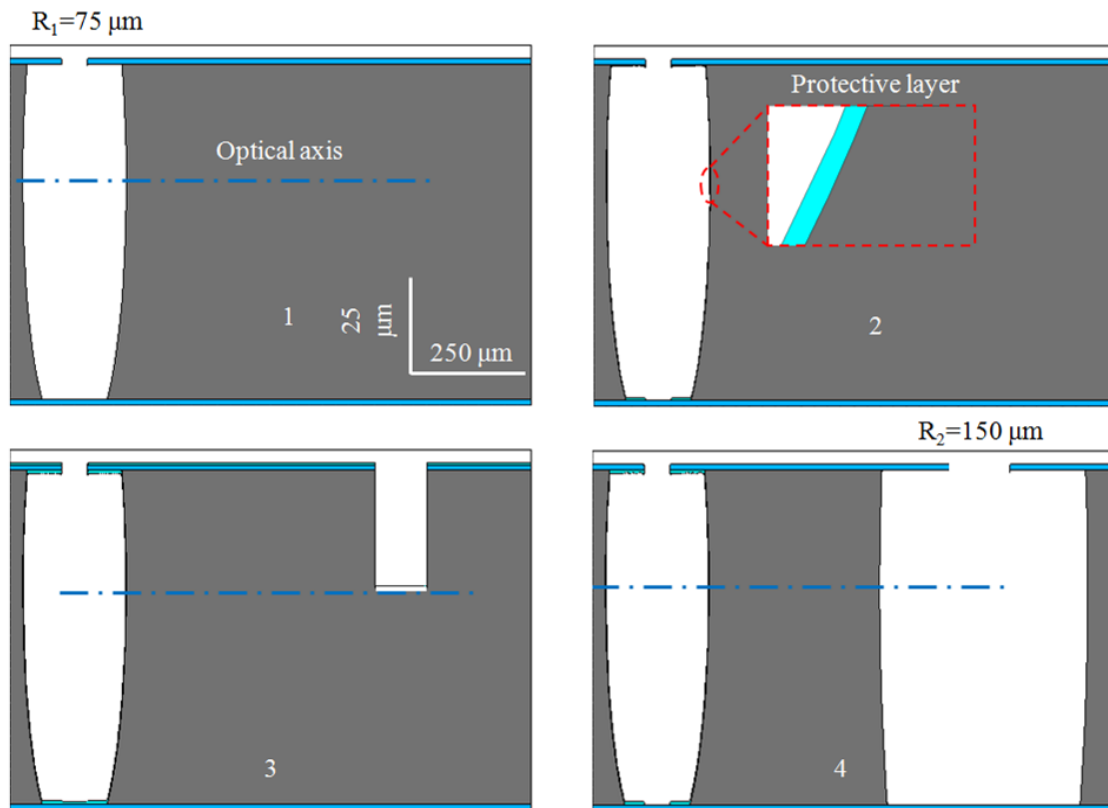 R₁=75 μm
Optical axis
1
25 μm
250 μm
Protective layer
2
3
R₂=150 μm
4